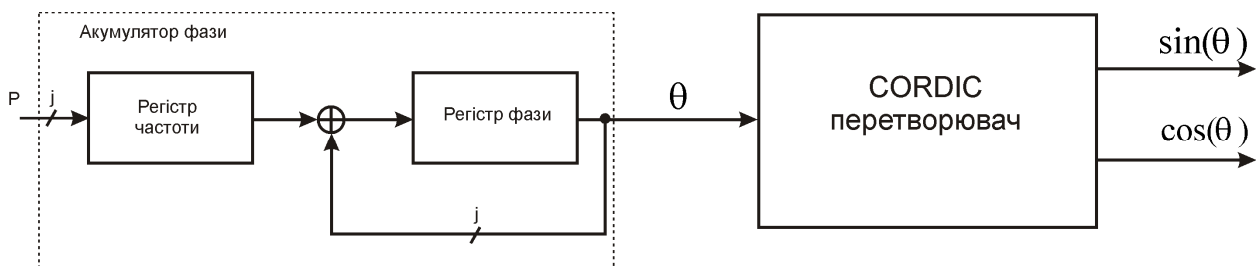 Акумулятор фази
P
j
Регістр
частоти
Регістр фази
j
θ
CORDIC
перетворювач
sin(θ)
cos(θ)